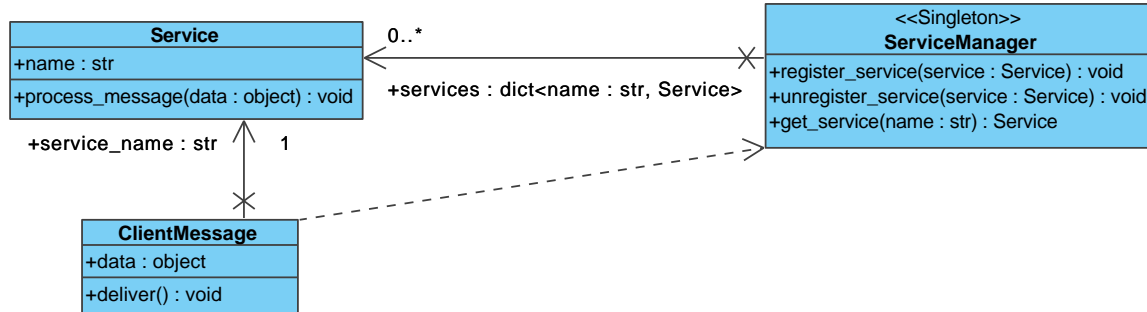 Service
+name : str
+process_message(data : object) : void
0..*
+services : dict<name : str, Service>
<<Singleton>>
ServiceManager
+register_service(service : Service) : void
+unregister_service(service : Service) : void
+get_service(name : str) : Service
+service_name : str
1
ClientMessage
+data : object
+deliver() : void